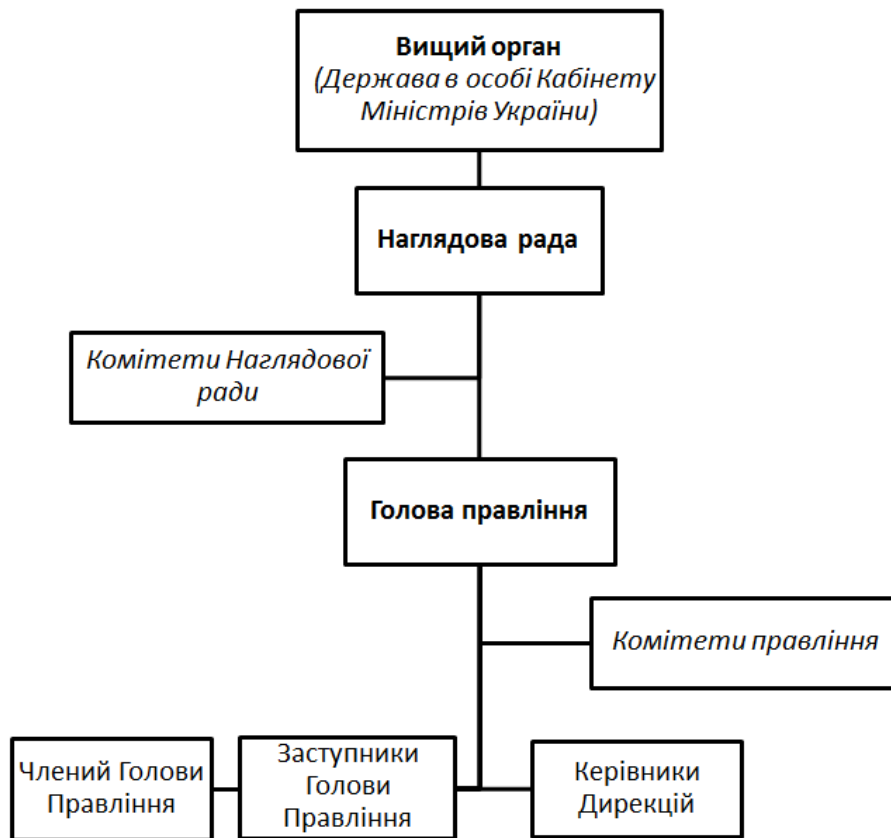 Вищий орган
(Держава в особі Кабінету
Міністрів України)
Наглядова рада
Комітети Наглядової
ради
Голова правління
Комітети правління
Члений Голови
Правління
Заступники
Голови
Правління
Керівники
Дирекцій